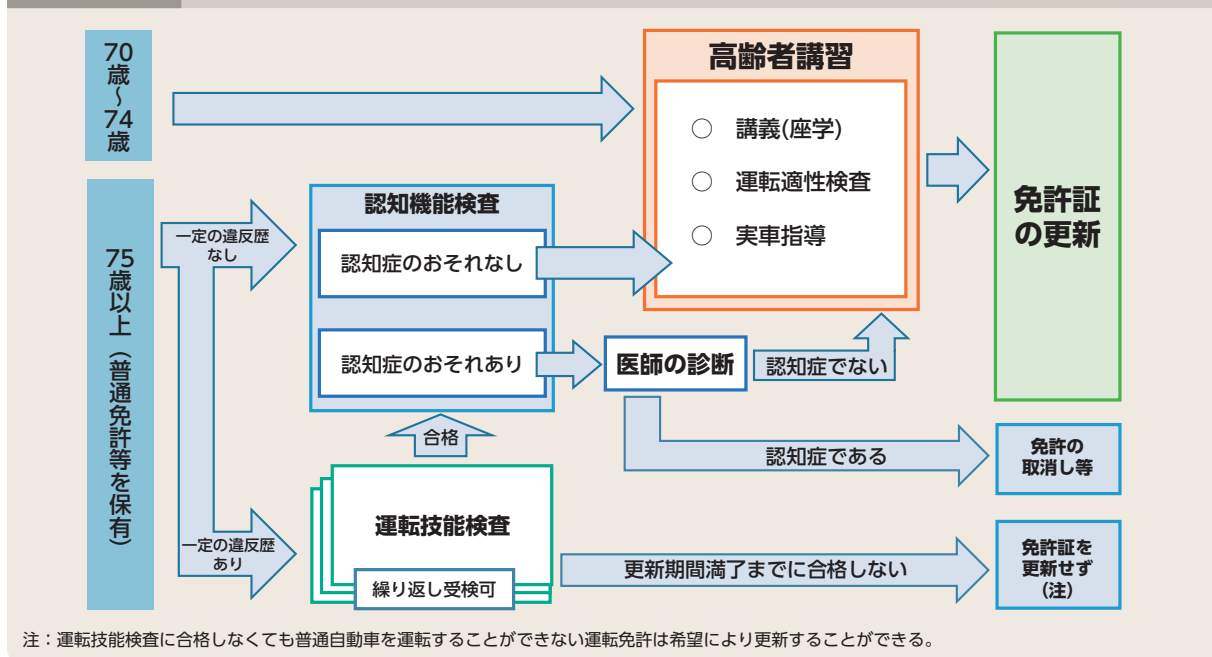 70歳～74歳
高齢者講習
○ 講義(座学)
○ 運転適性検査
○ 実車指導
免許証
の更新
75歳以上（普通免許等を保有）
一定の違反歴
なし
認知機能検査
認知症のおそれなし
認知症のおそれあり
医師の診断
認知症でない
認知症である
免許の
取消し等
合格
一定の違反歴
あり
運転技能検査
繰り返し受検可
更新期間満了までに合格しない
免許証を
更新せず
(注)
注：運転技能検査に合格しなくても普通自動車を運転することができない運転免許は希望により更新することができる。